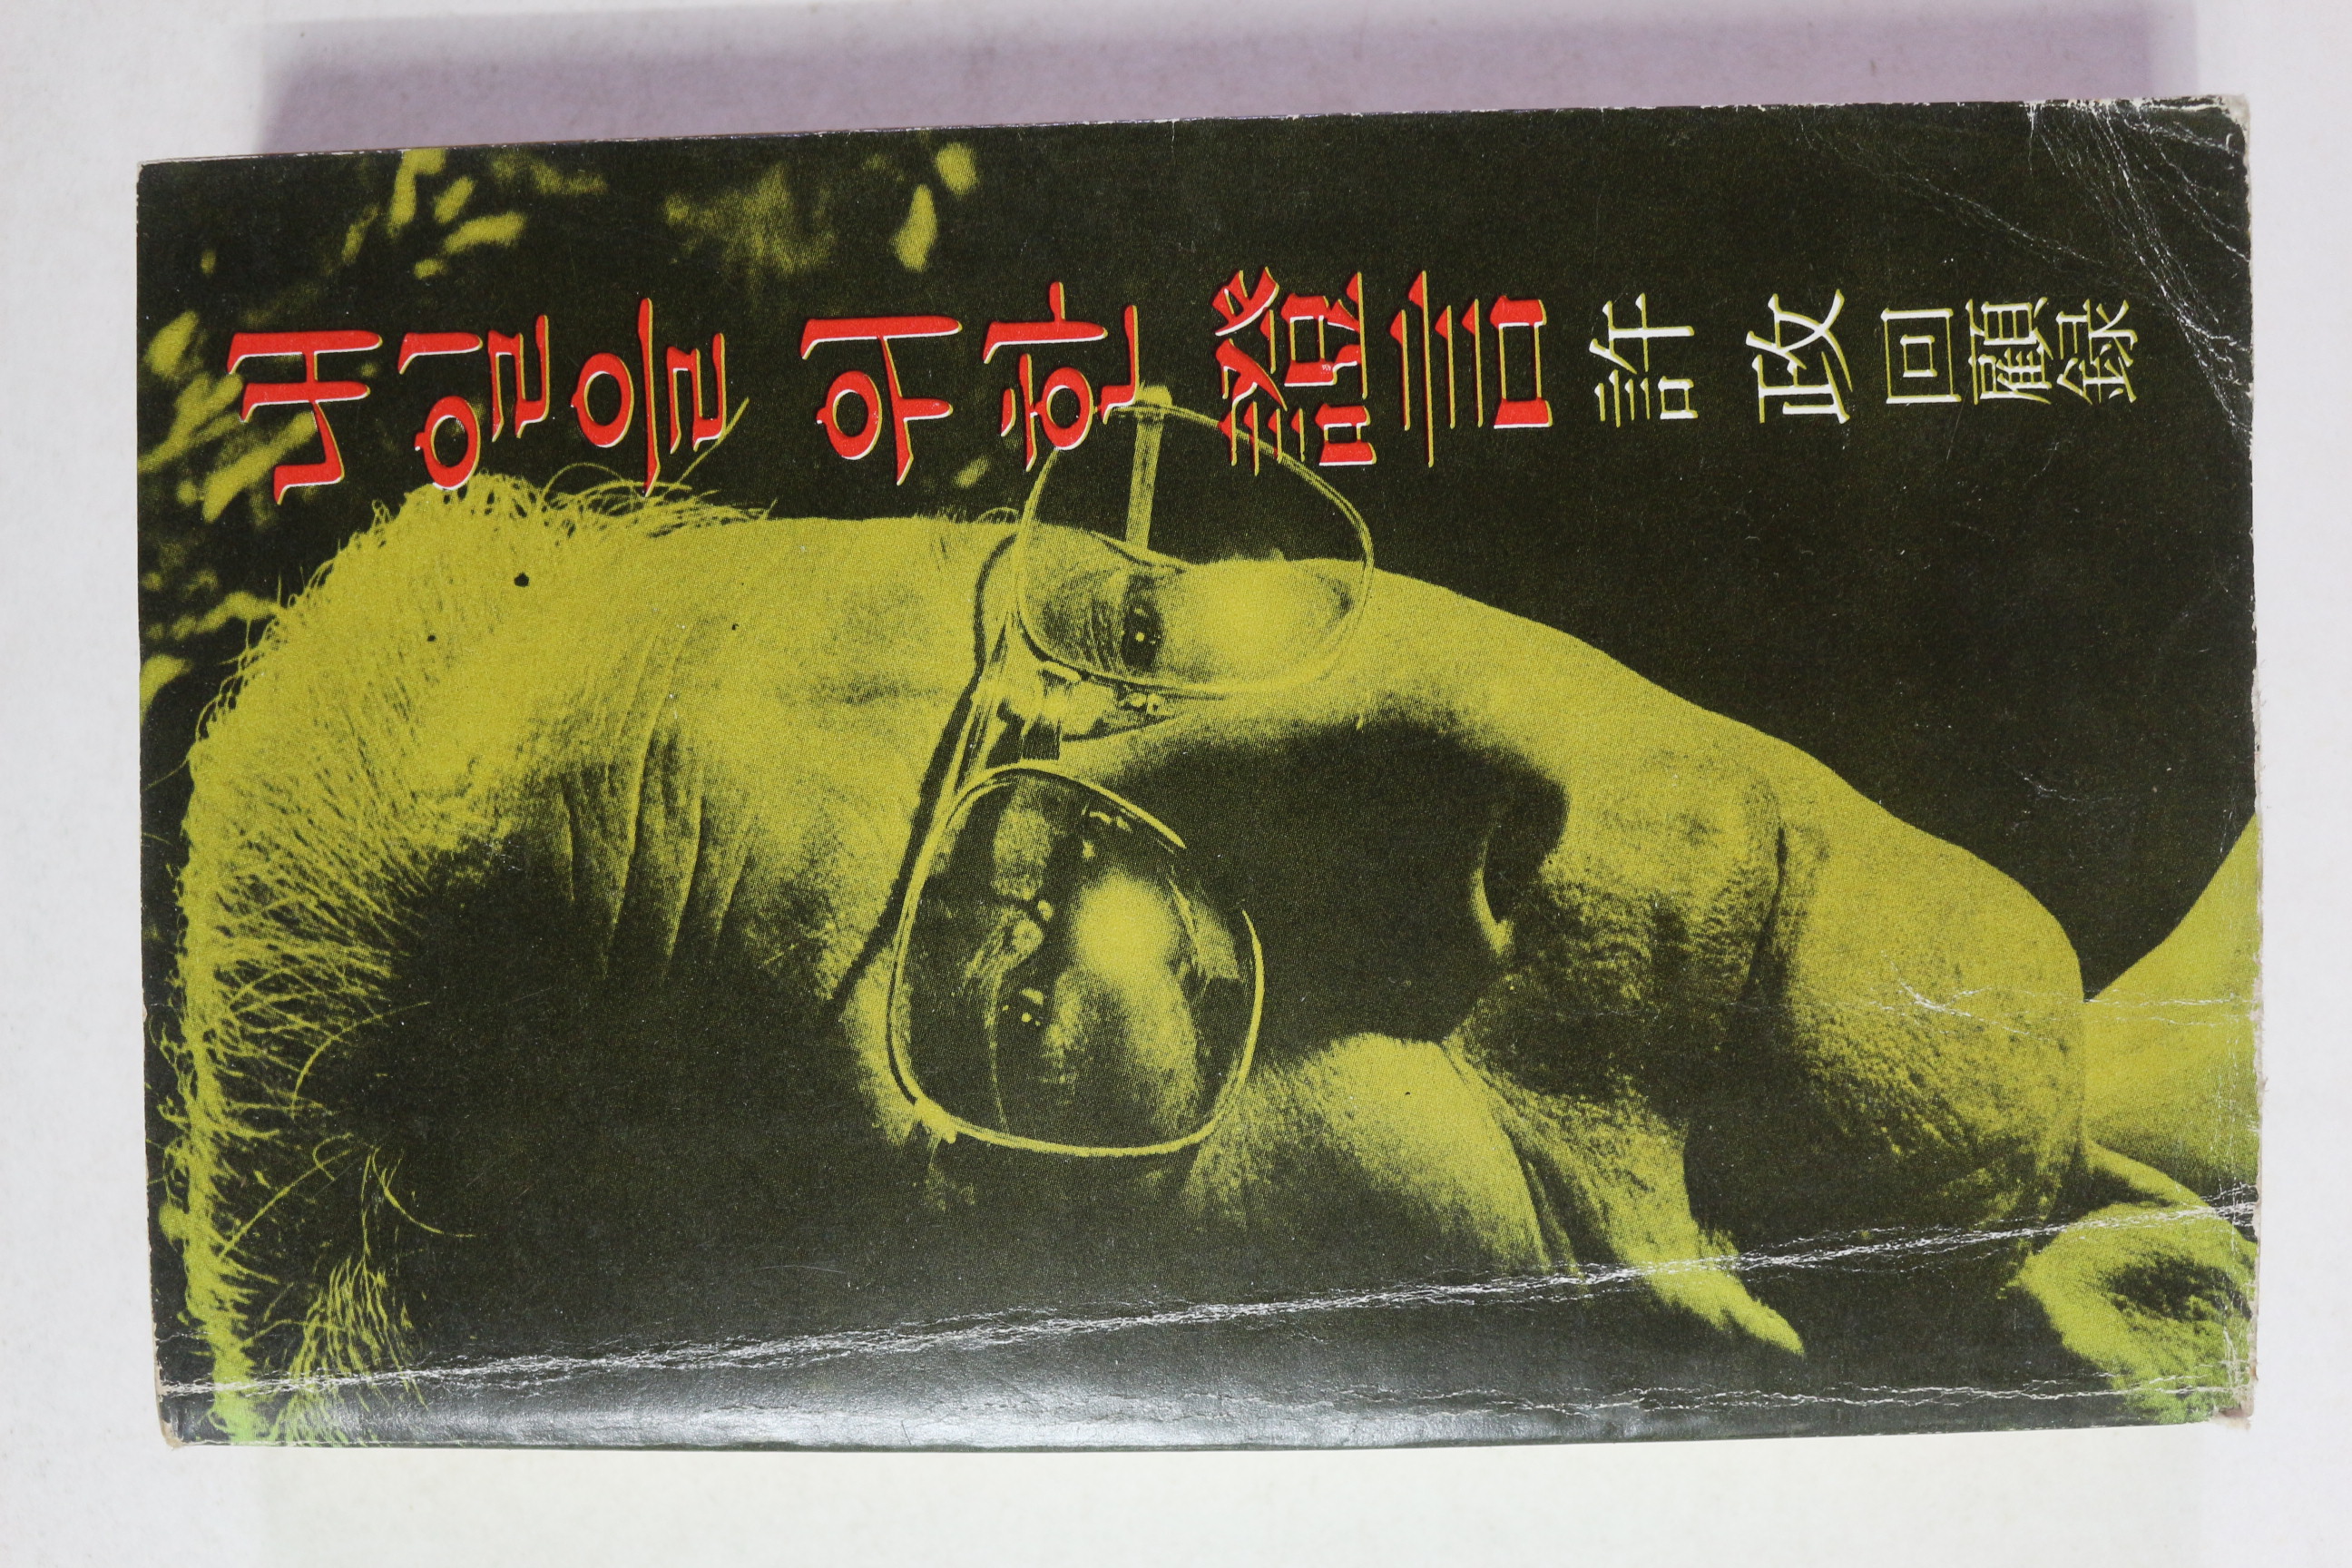 내일을 위한 證言 許 政 回顧錄